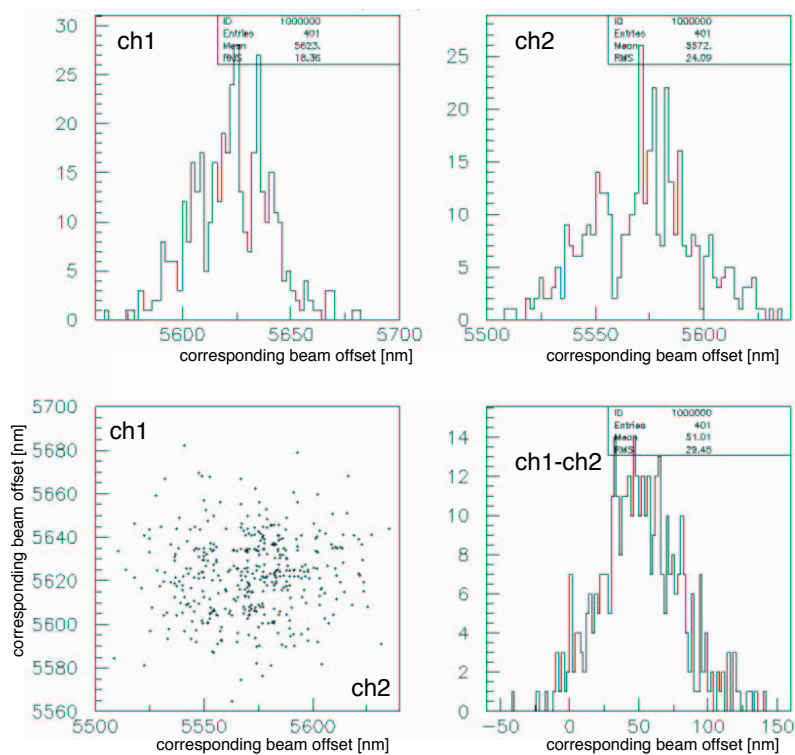 ch1
ID 1000000
Entries 401
Mean 5623.
RMS 18.36
30
25
20
15
10
5
0
5600 5650 5700
corresponding beam offset [nm]
ch2
ID 1000000
Entries 401
Mean 5572.
RMS 24.09
25
20
15
10
5
0
5500 5550 5600
corresponding beam offset [nm]
ch1
corresponding beam offset [nm]
5700
5680
5660
5640
5620
5600
5580
5560
5500 5550 5600
ch2
corresponding beam offset [nm]
ch1-ch2
ID 1000000
Entries 401
Mean 51.01
RMS 29.45
14
12
10
8
6
4
2
0
-50 0 50 100 150
corresponding beam offset [nm]